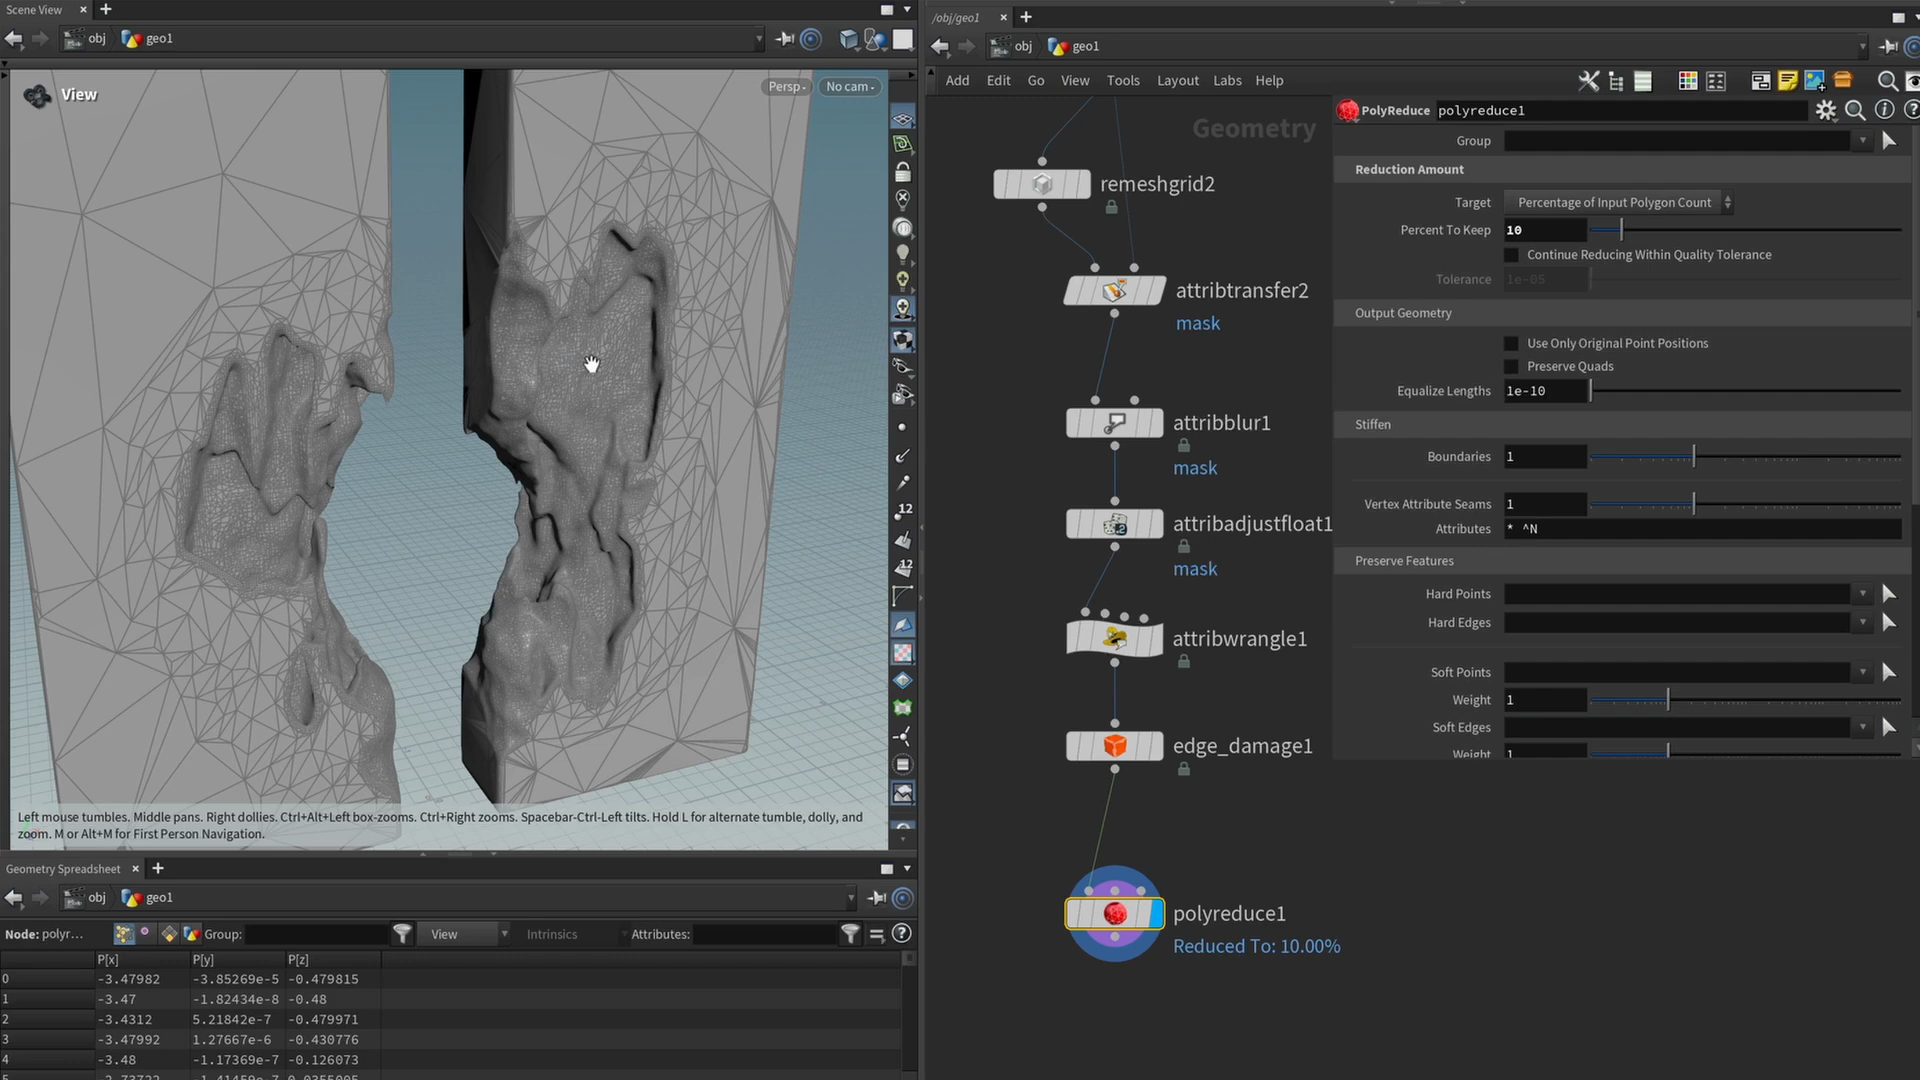 Scene View
obj
geo1
View
Persp
No cam
12
12
Left mouse tumbles. Middle pans. Right dollies. Ctrl+Alt+Left box-zooms. Ctrl+Right zooms. Spacebar-Ctrl-Left tilts. Hold L for alternate tumble, dolly, and
zoom. M or Alt+M for First Person Navigation.
Geometry Spreadsheet
obj
geo1
Node: polyr...
Group:
View
Intrinsics
Attributes:
P[x] P[y] P[z]
0 -3.47982 -3.85269e-5 -0.479815
1 -3.47 -1.82434e-8 -0.48
2 -3.4312 5.21842e-7 -0.479971
3 -3.47992 1.27667e-6 -0.430776
4 -3.48 -1.17369e-7 -0.126073
/obj/geo1
obj
geo1
Add Edit Go View Tools Layout Labs Help
Geometry
remeshgrid2
attribtransfer2
mask
attribblur1
mask
attribadjustfloat1
mask
attribwrangle1
edge_damage1
polyreduce1
Reduced To: 10.00%
PolyReduce polyreduce1
Group
Reduction Amount
Target Percentage of Input Polygon Count
Percent To Keep 10
Continue Reducing Within Quality Tolerance
Tolerance 1e-05
Output Geometry
Use Only Original Point Positions
Preserve Quads
Equalize Lengths 1e-10
Stiffen
Boundaries 1
Vertex Attribute Seams 1
Attributes * ^N
Preserve Features
Hard Points
Hard Edges
Soft Points
Weight 1
Soft Edges
Weight 1